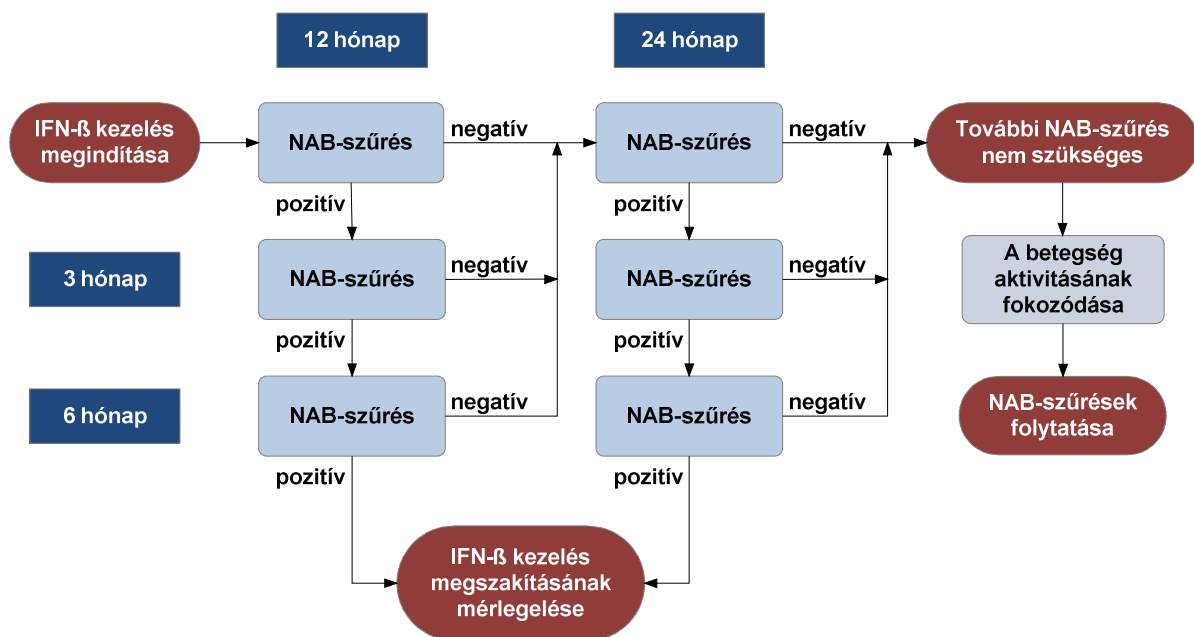 12 hónap
24 hónap
IFN-ß kezelés
megindítása
NAB-szűrés
negatív
NAB-szűrés
negatív
További NAB-szűrés
nem szükséges
pozitív
pozitív
3 hónap
NAB-szűrés
negatív
NAB-szűrés
negatív
A betegség
aktivitásának
fokozódása
pozitív
pozitív
6 hónap
NAB-szűrés
negatív
NAB-szűrés
negatív
NAB-szűrések
folytatása
pozitív
pozitív
IFN-ß kezelés
megszakításának
mérlegelése